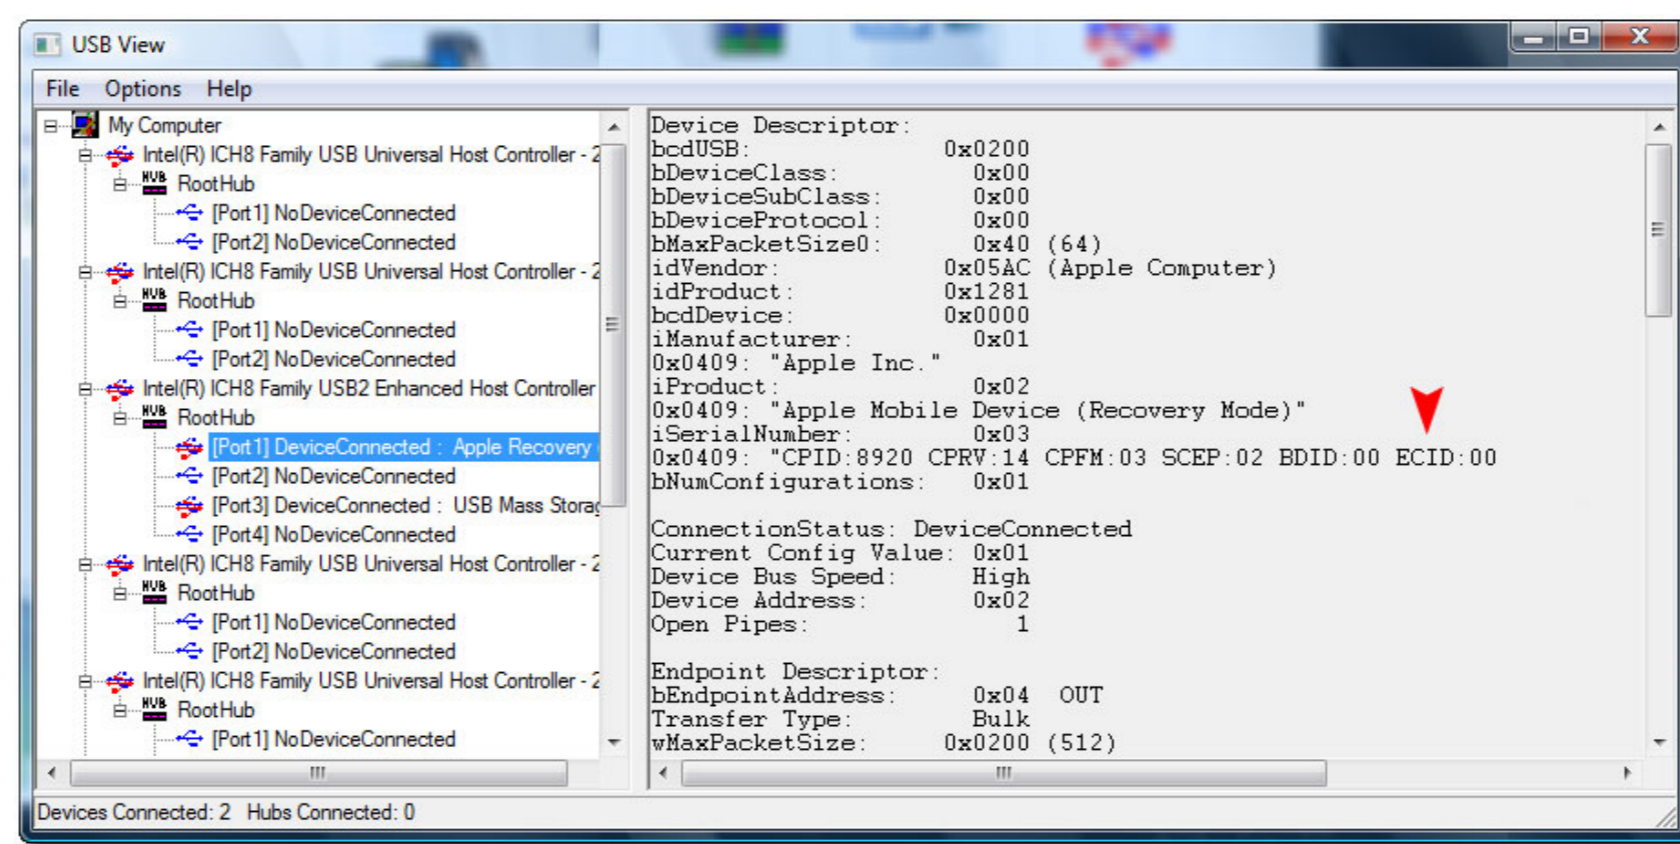 USB View
File Options Help
My Computer
Intel(R) ICH8 Family USB Universal Host Controller - 2
RootHub
[Port1] NoDeviceConnected
[Port2] NoDeviceConnected
Intel(R) ICH8 Family USB Universal Host Controller - 2
RootHub
[Port1] NoDeviceConnected
[Port2] NoDeviceConnected
Intel(R) ICH8 Family USB2 Enhanced Host Controller
RootHub
[Port1] DeviceConnected : Apple Recovery
[Port2] NoDeviceConnected
[Port3] DeviceConnected : USB Mass Storag
[Port4] NoDeviceConnected
Intel(R) ICH8 Family USB Universal Host Controller - 2
RootHub
[Port1] NoDeviceConnected
[Port2] NoDeviceConnected
Intel(R) ICH8 Family USB Universal Host Controller - 2
RootHub
[Port1] NoDeviceConnected
Device Descriptor:
bcdUSB: 0x0200
bDeviceClass: 0x00
bDeviceSubClass: 0x00
bDeviceProtocol: 0x00
bMaxPacketSize0: 0x40 (64)
idVendor: 0x05AC (Apple Computer)
idProduct: 0x1281
bcdDevice: 0x0000
iManufacturer: 0x01
0x0409: "Apple Inc."
iProduct: 0x02
0x0409: "Apple Mobile Device (Recovery Mode)"
iSerialNumber: 0x03
0x0409: "CPID:8920 CPRV:14 CPFM:03 SCEP:02 BDID:00 ECID:00
bNumConfigurations: 0x01
ConnectionStatus: DeviceConnected
Current Config Value: 0x01
Device Bus Speed: High
Device Address: 0x02
Open Pipes: 1
Endpoint Descriptor:
bEndpointAddress: 0x04 OUT
Transfer Type: Bulk
wMaxPacketSize: 0x0200 (512)
Devices Connected: 2 Hubs Connected: 0